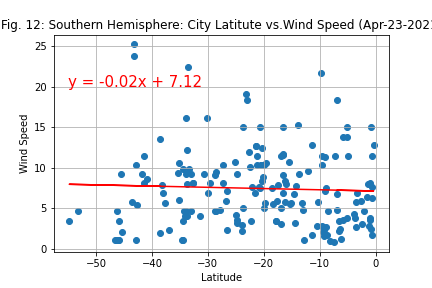 Fig. 12: Southern Hemisphere: City Latitute vs.Wind Speed (Apr-23-2021
y = -0.02x + 7.12
Wind Speed
25
20
15
10
5
0
−50 −40 −30 −20 −10 0
Latitude